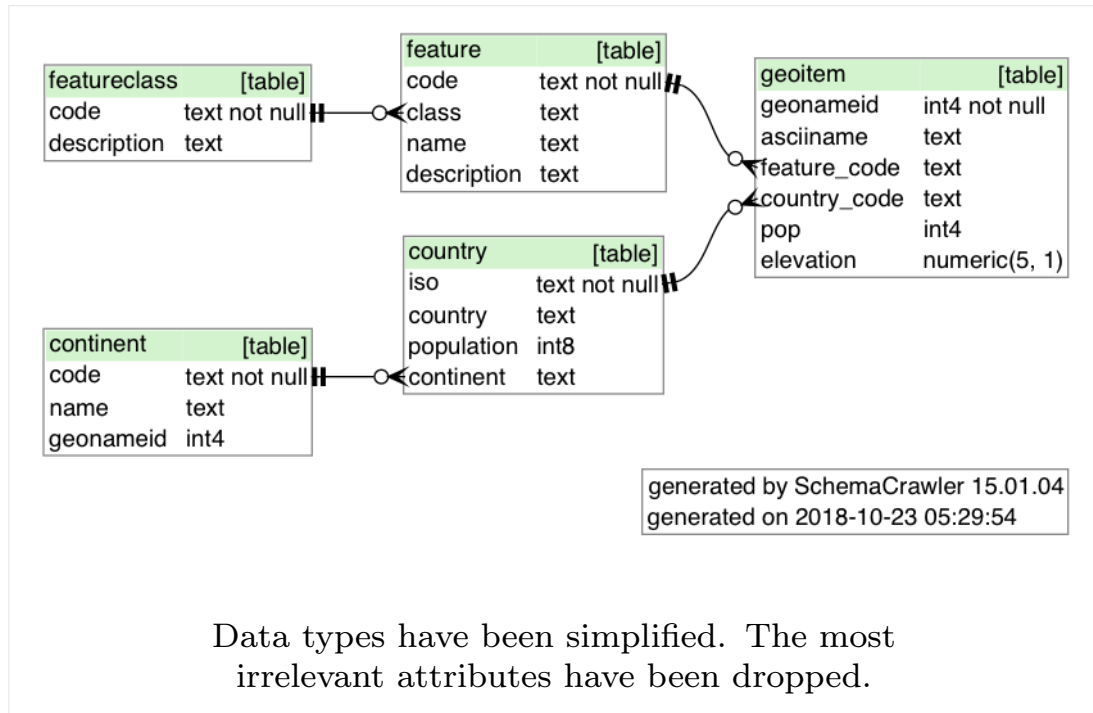 featureclass [table]
code text not null
description text
feature [table]
code text not null
class text
name text
description text
geoitem [table]
geonameid int4 not null
asciiname text
feature_code text
country_code text
pop int4
elevation numeric(5, 1)
country [table]
iso text not null
country text
population int8
continent text
continent [table]
code text not null
name text
geonameid int4
generated by SchemaCrawler 15.01.04
generated on 2018-10-23 05:29:54
Data types have been simplified. The most
irrelevant attributes have been dropped.